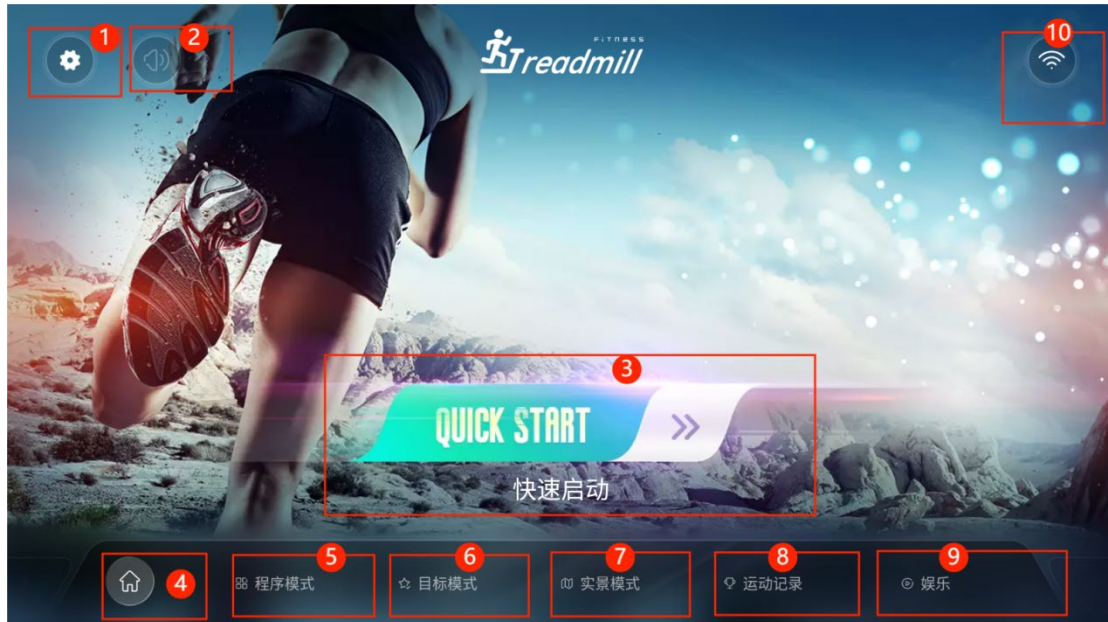 1
2
FITNESS
Treadmill
10
3
QUICK START
快速启动
4
5
程序模式
6
目标模式
7
实景模式
8
运动记录
9
娱乐